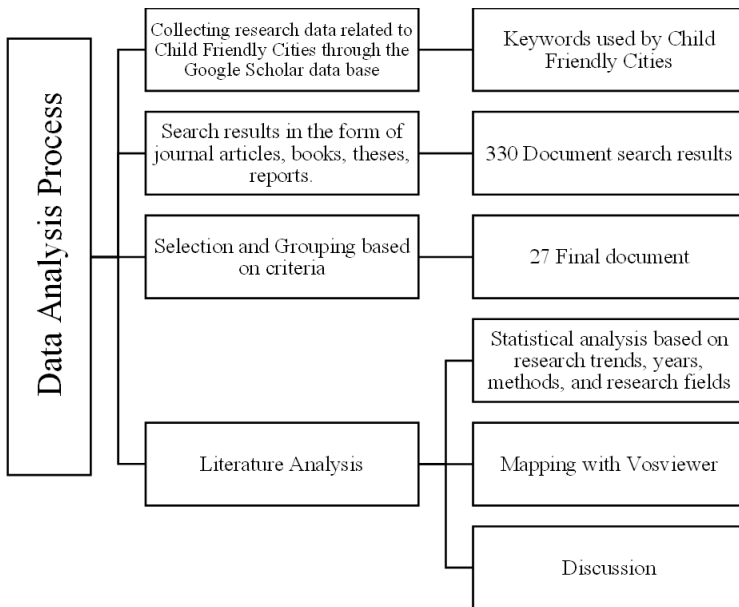 Data Analysis Process
Collecting research data related to
Child Friendly Cities through the
Google Scholar data base
Keywords used by Child
Friendly Cities
Search results in the form of
journal articles, books, theses,
reports.
330 Document search results
Selection and Grouping based
on criteria
27 Final document
Literature Analysis
Statistical analysis based on
research trends, years,
methods, and research fields
Mapping with Vosviewer
Discussion